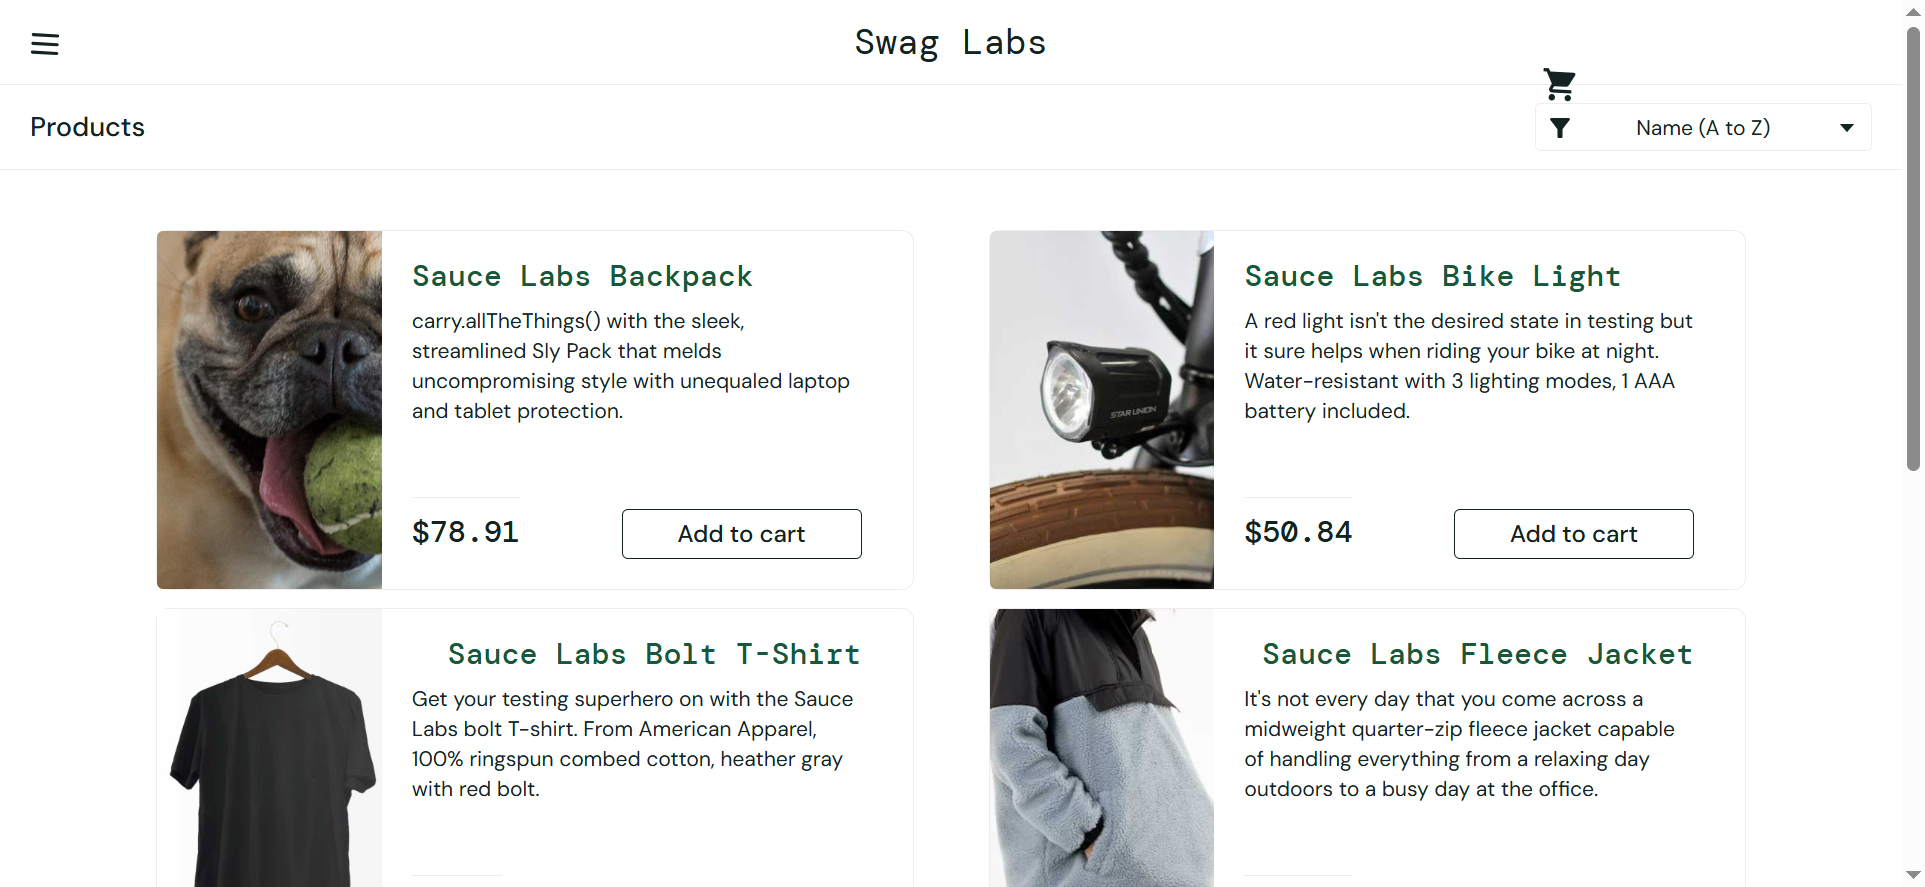 Swag Labs
Products
Name (A to Z)
Sauce Labs Backpack
carry.allTheThings() with the sleek,
streamlined Sly Pack that melds
uncompromising style with unequaled laptop
and tablet protection.
$78.91
Add to cart
Sauce Labs Bike Light
A red light isn't the desired state in testing but
it sure helps when riding your bike at night.
Water-resistant with 3 lighting modes, 1 AAA
battery included.
STAR UNION
$50.84
Add to cart
Sauce Labs Bolt T-Shirt
Get your testing superhero on with the Sauce
Labs bolt T-shirt. From American Apparel,
100% ringspun combed cotton, heather gray
with red bolt.
Sauce Labs Fleece Jacket
It's not every day that you come across a
midweight quarter-zip fleece jacket capable
of handling everything from a relaxing day
outdoors to a busy day at the office.